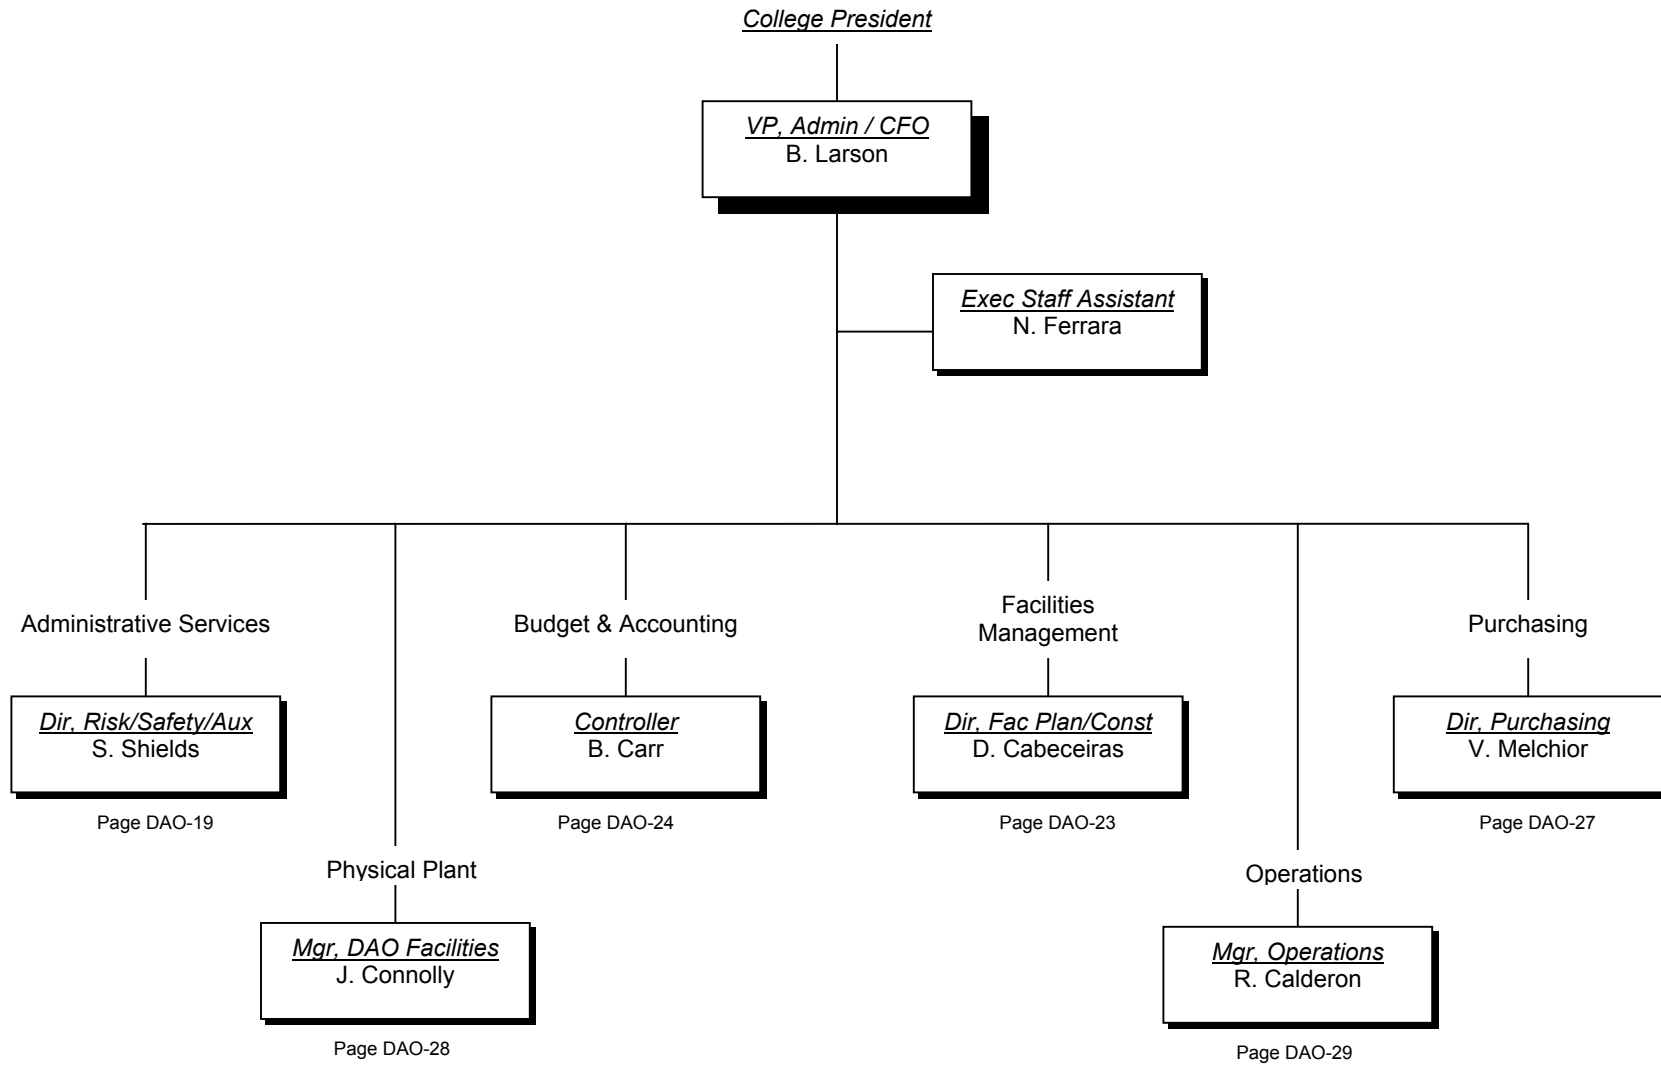 College President
VP, Admin / CFO
B. Larson
Exec Staff Assistant
N. Ferrara
Administrative Services
Dir, Risk/Safety/Aux
S. Shields
Page DAO-19
Physical Plant
Mgr, DAO Facilities
J. Connolly
Page DAO-28
Budget & Accounting
Controller
B. Carr
Page DAO-24
Facilities
Management
Dir, Fac Plan/Const
D. Cabeceiras
Page DAO-23
Operations
Mgr, Operations
R. Calderon
Page DAO-29
Purchasing
Dir, Purchasing
V. Melchior
Page DAO-27